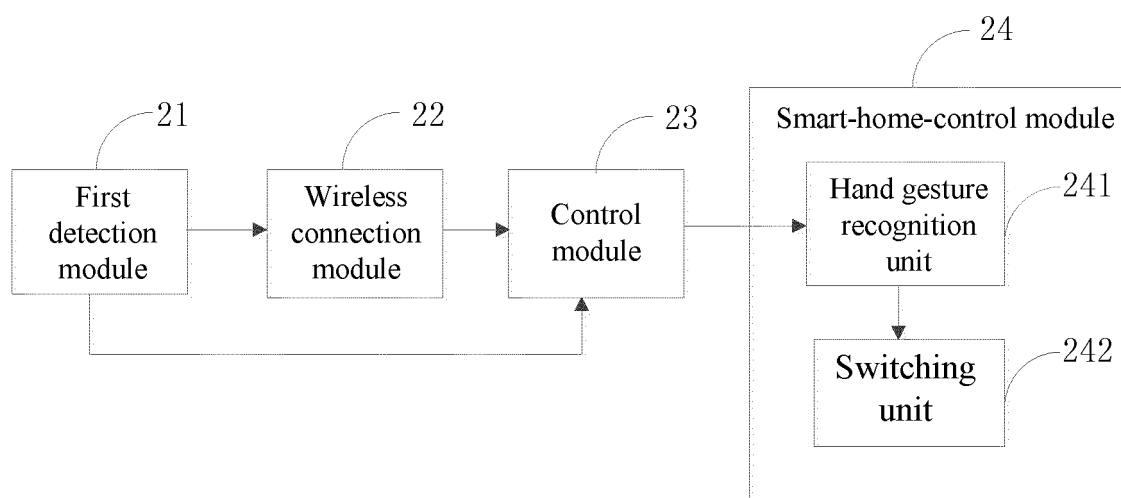 24
21
22
23
Smart-home-control module
First
detection
module
Wireless
connection
module
Control
module
Hand gesture
recognition
unit
241
Switching
unit
242